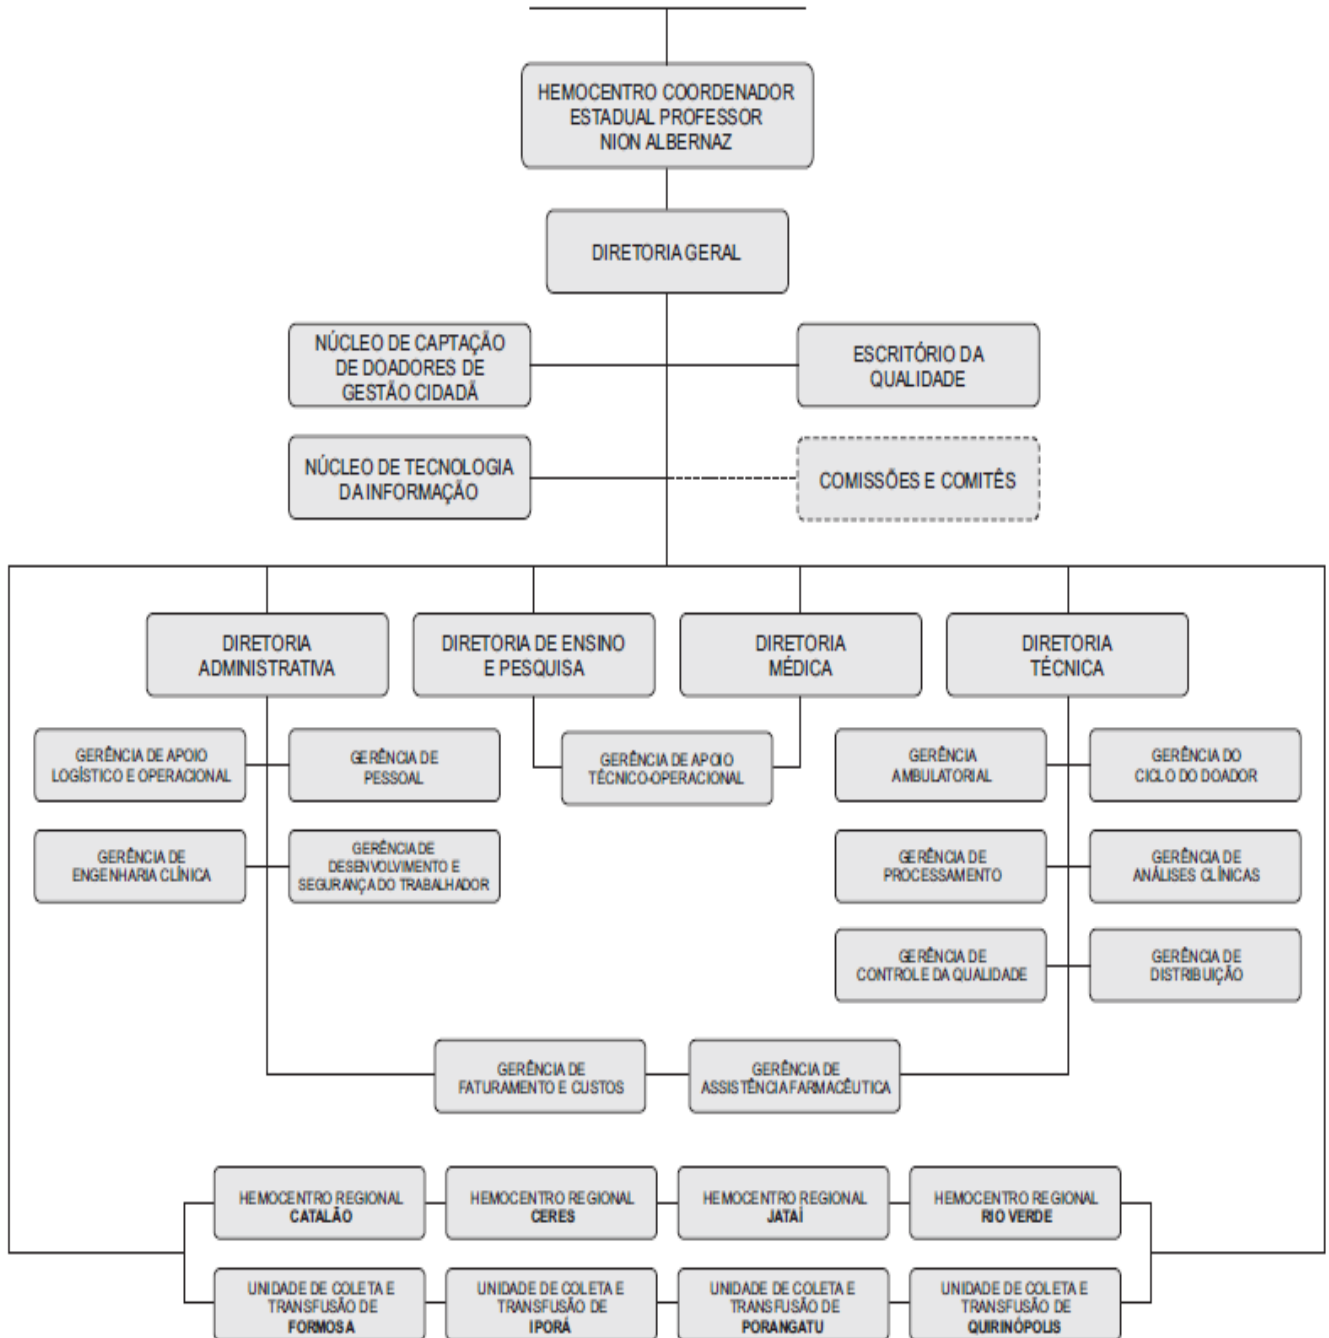 HEMOCENTRO COORDENADOR
ESTADUAL PROFESSOR
NION ALBERNAZ
DIRETORIA GERAL
NÚCLEO DE CAPTAÇÃO
DE DOADORES DE
GESTÃO CIDADÃ
ESCRITÓRIO DA
QUALIDADE
NÚCLEO DE TECNOLOGIA
DA INFORMAÇÃO
COMISSÕES E COMITÊS
DIRETORIA
ADMINISTRATIVA
DIRETORIA DE ENSINO
E PESQUISA
DIRETORIA
MÉDICA
DIRETORIA
TÉCNICA
GERÊNCIA DE APOIO
LOGÍSTICO E OPERACIONAL
GERÊNCIA DE
PESSOAL
GERÊNCIA DE APOIO
TÉCNICO-OPERACIONAL
GERÊNCIA
AMBULATORIAL
GERÊNCIA DO
CICLO DO DOADOR
GERÊNCIA DE
ENGENHARIA CLÍNICA
GERÊNCIA DE
DESENVOLVIMENTO E
SEGURANÇA DO TRABALHADOR
GERÊNCIA DE
PROCESSAMENTO
GERÊNCIA DE
ANÁLISES CLÍNICAS
GERÊNCIA DE
CONTROLE DA QUALIDADE
GERÊNCIA DE
DISTRIBUIÇÃO
GERÊNCIA DE
FATURAMENTO E CUSTOS
GERÊNCIA DE
ASSISTÊNCIA FARMACÊUTICA
HEMOCENTRO REGIONAL
CATALÃO
HEMOCENTRO REGIONAL
CERES
HEMOCENTRO REGIONAL
JATAÍ
HEMOCENTRO REGIONAL
RIO VERDE
UNIDADE DE COLETA E
TRANSFUSÃO DE
FORMOSA
UNIDADE DE COLETA E
TRANSFUSÃO DE
IPORÁ
UNIDADE DE COLETA E
TRANSFUSÃO DE
PORANGATU
UNIDADE DE COLETA E
TRANSFUSÃO DE
QUIRINÓPOLIS